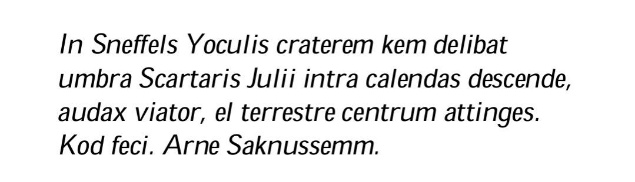 In Sneffels Yoculis craterem kem delibat
umbra Scartaris Julii intra calendas descende,
audax viator, el terrestre centrum attinges.
Kod feci. Arne Saknussemm.